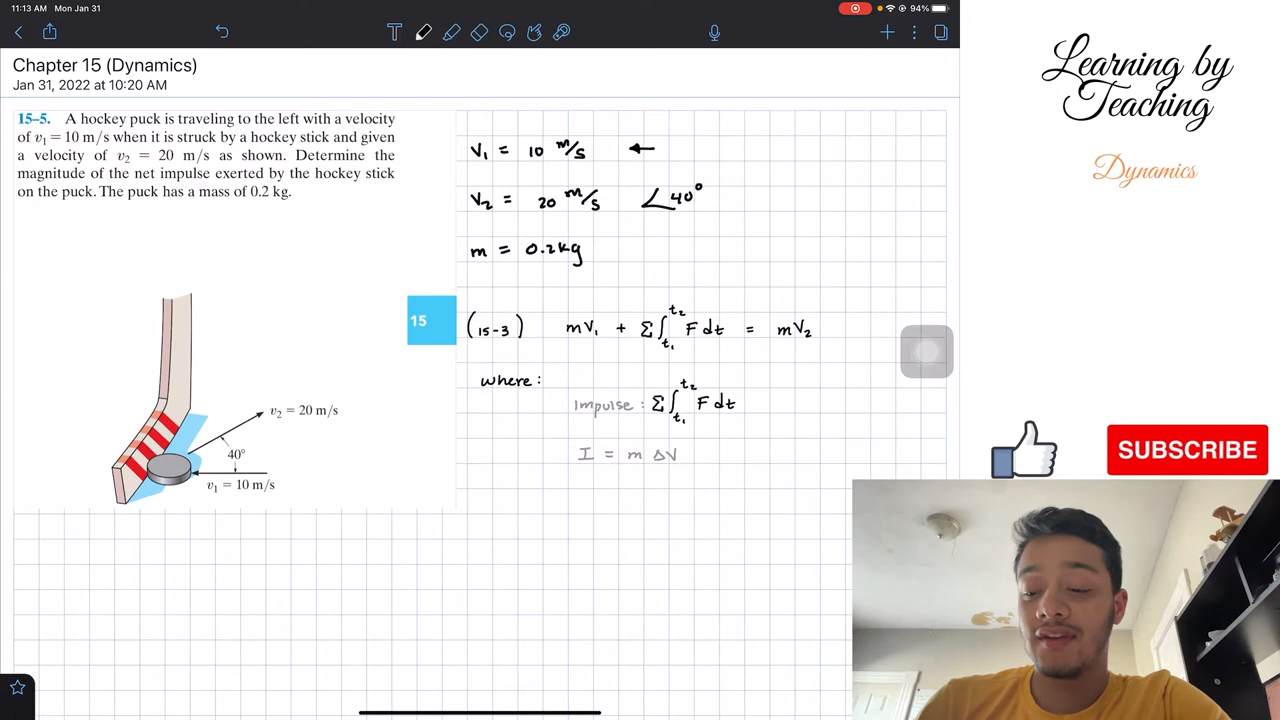 11:13 AM Mon Jan 31
94%
Chapter 15 (Dynamics)
Jan 31, 2022 at 10:20 AM
15–5. A hockey puck is traveling to the left with a velocity
of v₁ = 10 m/s when it is struck by a hockey stick and given
a velocity of v₂ = 20 m/s as shown. Determine the
magnitude of the net impulse exerted by the hockey stick
on the puck. The puck has a mass of 0.2 kg.
v₂ = 20 m/s
40°
v₁ = 10 m/s
15
V₁ = 10 m/s ←
V₂ = 20 m/s ∠40°
m = 0.2kg
(15-3) mV₁ + Σ∫t₁t₂ F dt = mV₂
where:
Impulse: Σ∫t₁t₂ F dt
I = m ΔV
Learning by
Teaching
Dynamics
SUBSCRIBE